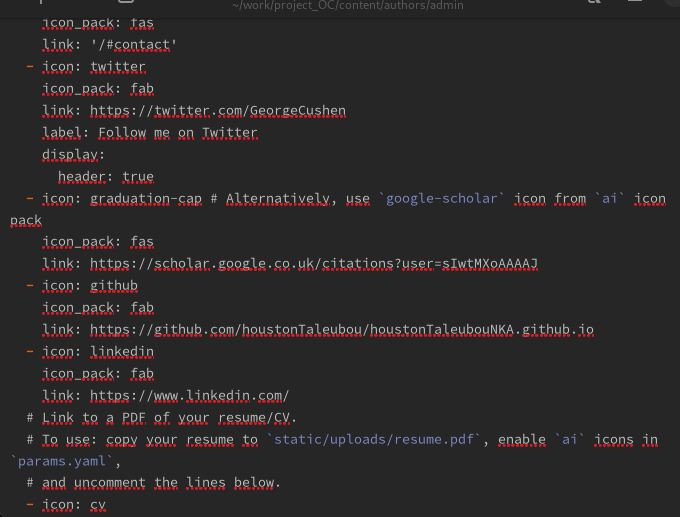 ~/work/project_OC/content/authors/admin
icon_pack: fas
link: '/#contact'
- icon: twitter
icon_pack: fab
link: https://twitter.com/GeorgeCushen
label: Follow me on Twitter
display:
header: true
- icon: graduation-cap # Alternatively, use `google-scholar` icon from `ai` icon
pack
icon_pack: fas
link: https://scholar.google.co.uk/citations?user=sIwtMXoAAAAJ
- icon: github
icon_pack: fab
link: https://github.com/houstonTaleubou/houstonTaleubouNKA.github.io
- icon: linkedin
icon_pack: fab
link: https://www.linkedin.com/
# Link to a PDF of your resume/CV.
# To use: copy your resume to `static/uploads/resume.pdf`, enable `ai` icons in
`params.yaml`,
# and uncomment the lines below.
- icon: cv